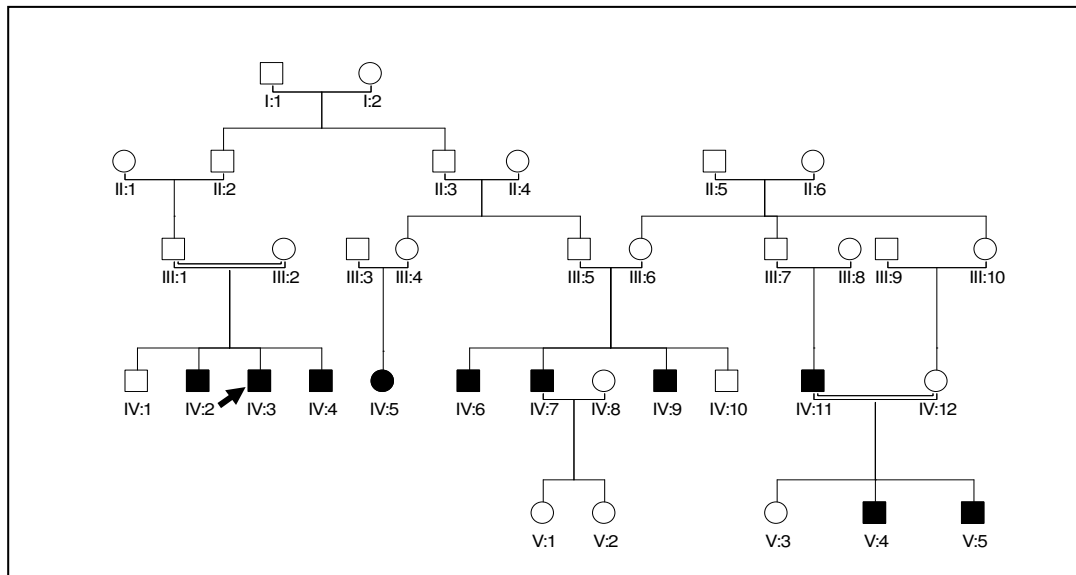 I:1 I:2
II:1 II:2 II:3 II:4 II:5 II:6
III:1 III:2 III:3 III:4 III:5 III:6 III:7 III:8 III:9 III:10
IV:1 IV:2 IV:3 IV:4 IV:5 IV:6 IV:7 IV:8 IV:9 IV:10 IV:11 IV:12
V:1 V:2 V:3 V:4 V:5